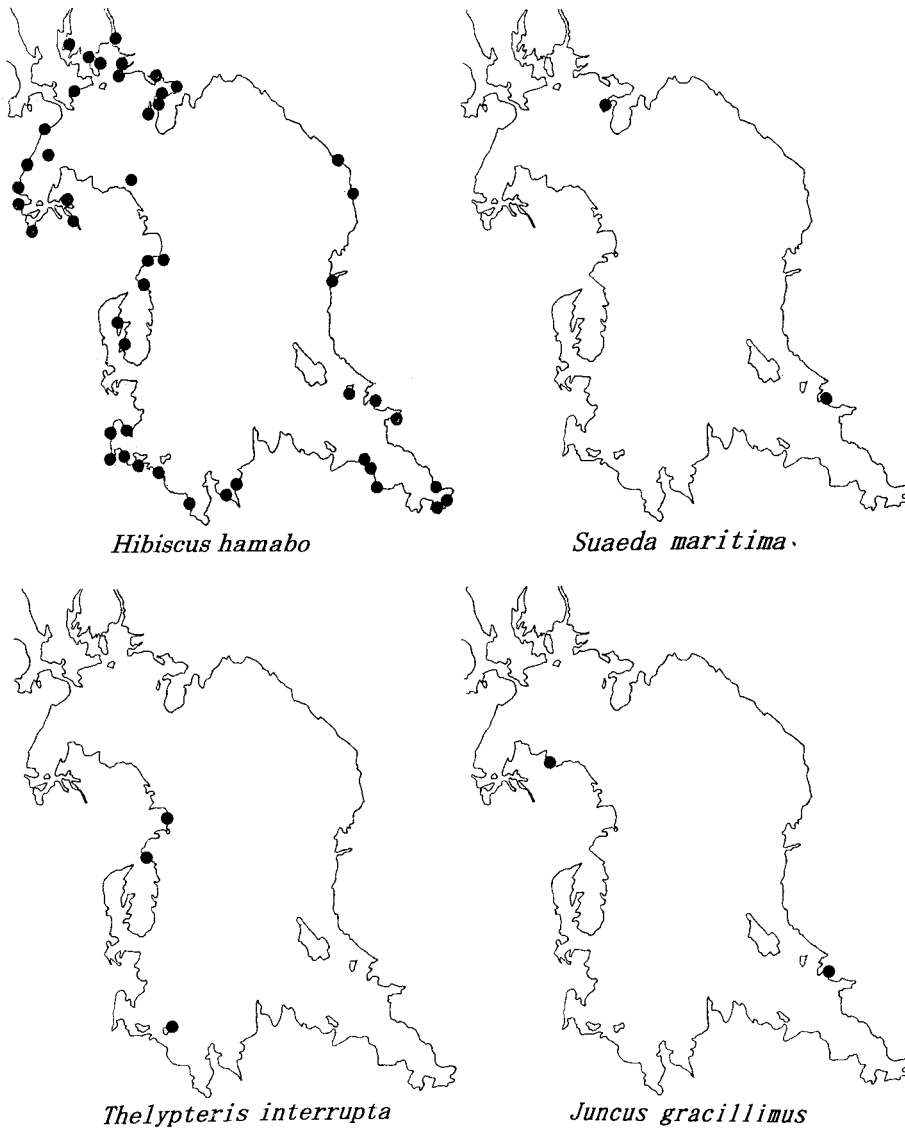 Hibiscus hamabo
Suaeda maritima.
Thelypteris interrupta
Juncus gracillimus